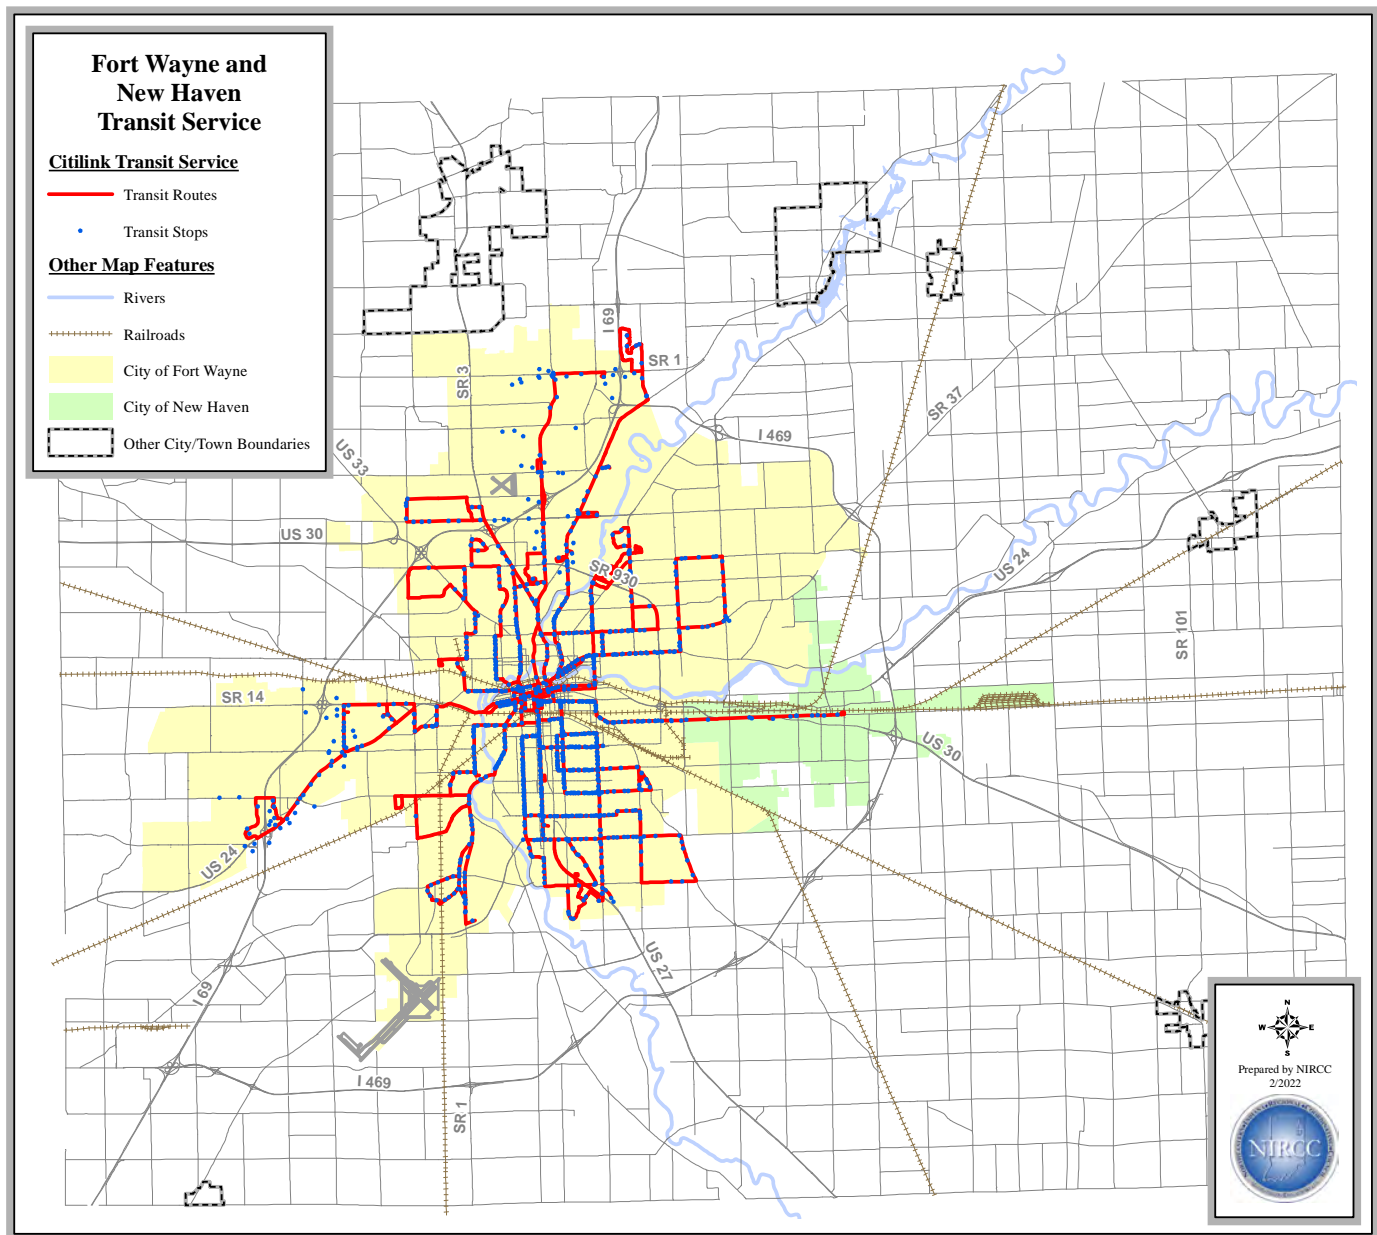 Fort Wayne and
New Haven
Transit Service
Citilink Transit Service
Transit Routes
Transit Stops
Other Map Features
Rivers
Railroads
City of Fort Wayne
City of New Haven
Other City/Town Boundaries
I 69
SR 1
SR 3
SR 37
I 469
US 33
US 30
SR 930
US 24
SR 101
SR 14
US 30
US 24
US 27
I 69
I 469
SR 1
N
W
E
S
Prepared by NIRCC
2/2022
NIRCC